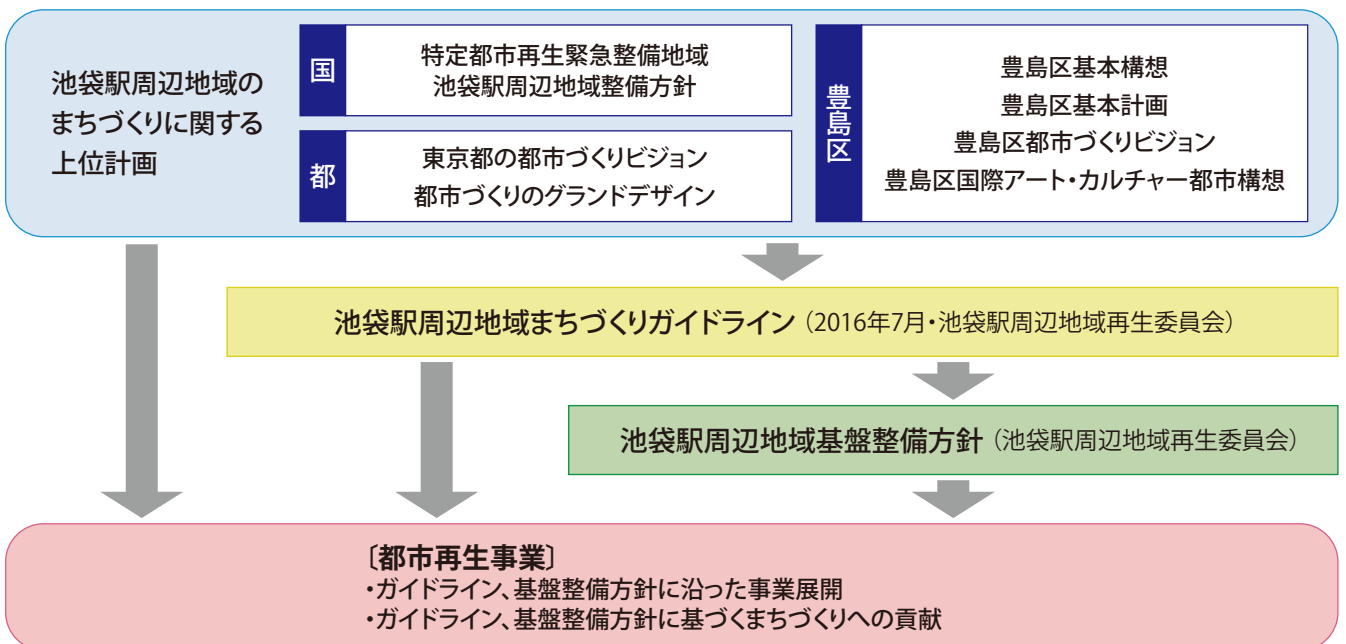 池袋駅周辺地域の
まちづくりに関する
上位計画
国
特定都市再生緊急整備地域
池袋駅周辺地域整備方針
都
東京都の都市づくりビジョン
都市づくりのグランドデザイン
豊島区
豊島区基本構想
豊島区基本計画
豊島区都市づくりビジョン
豊島区国際アート・カルチャー都市構想
池袋駅周辺地域まちづくりガイドライン（2016年7月・池袋駅周辺地域再生委員会）
池袋駅周辺地域基盤整備方針（池袋駅周辺地域再生委員会）
〔都市再生事業〕
・ガイドライン、基盤整備方針に沿った事業展開
・ガイドライン、基盤整備方針に基づくまちづくりへの貢献